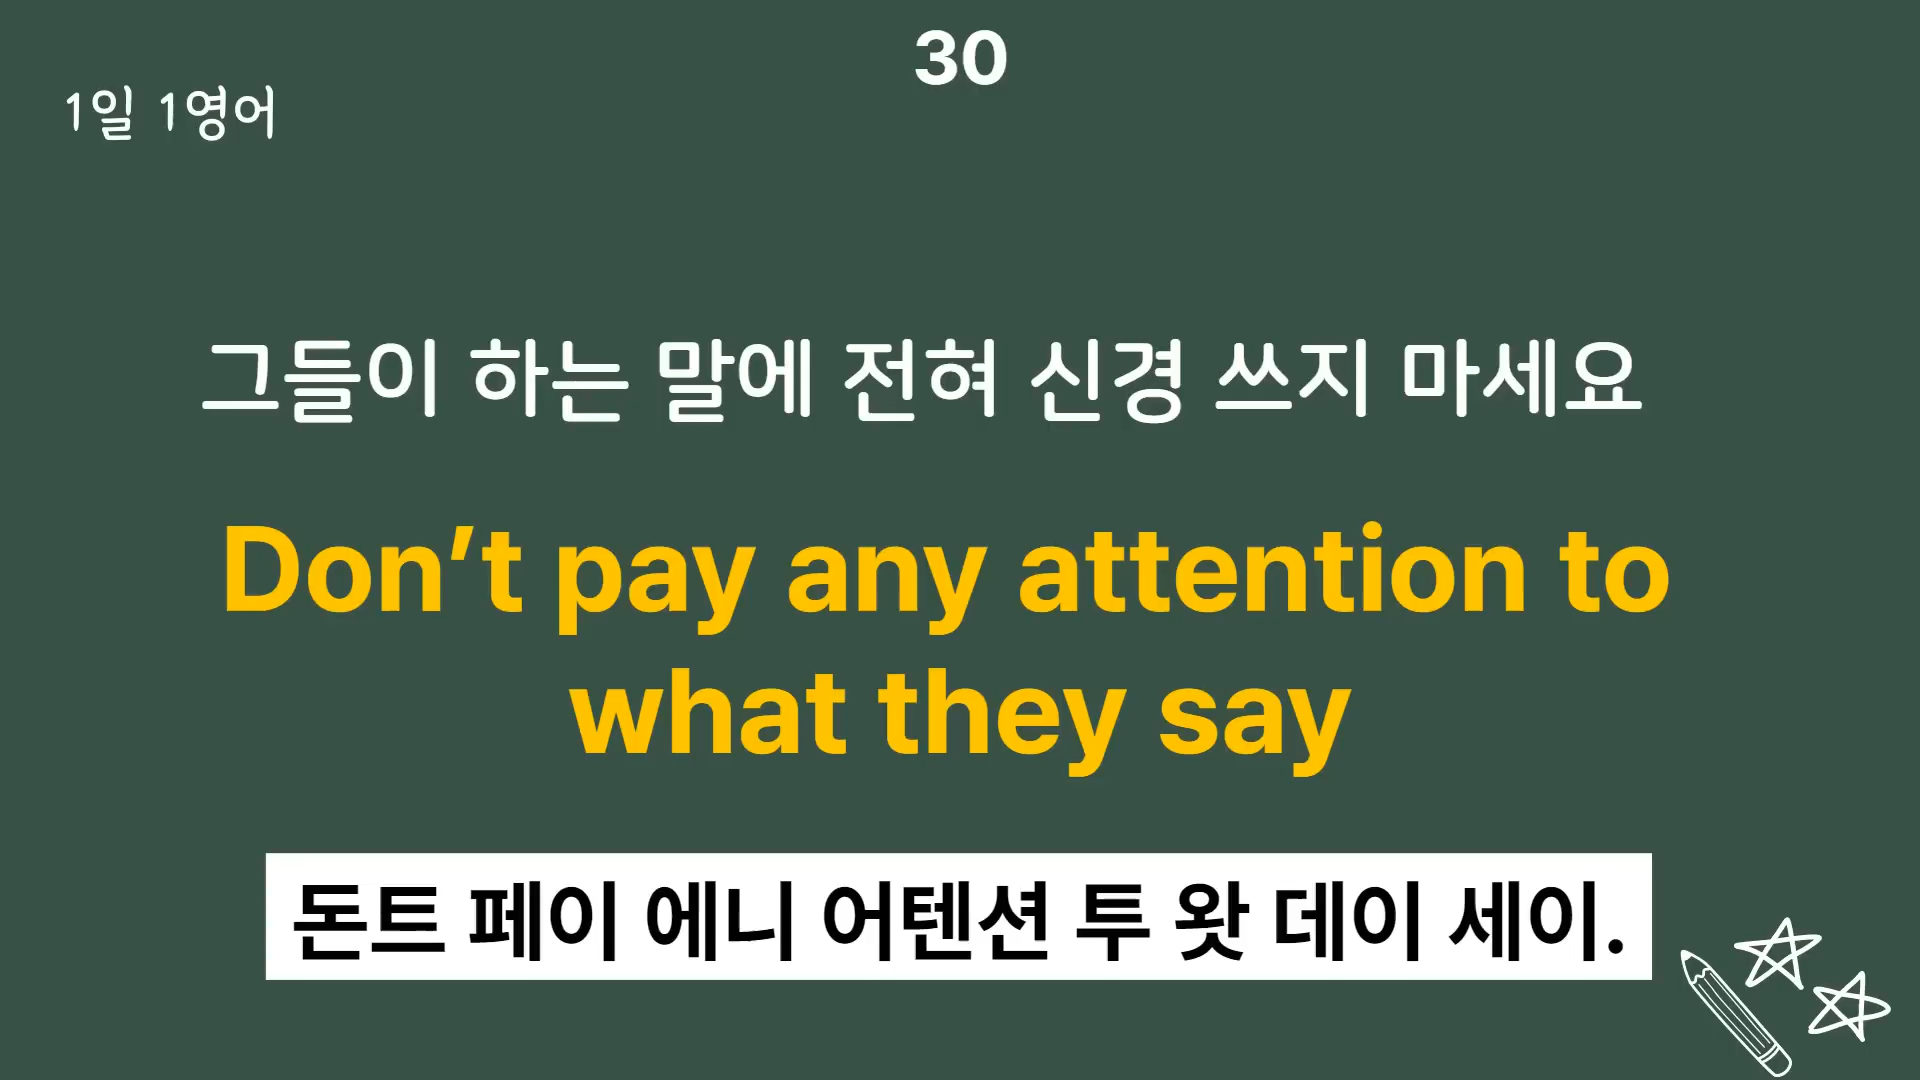 30
1일 1영어
그들이 하는 말에 전혀 신경 쓰지 마세요
Don’t pay any attention to
what they say
돈트 페이 에니 어텐션 투 왓 데이 세이.